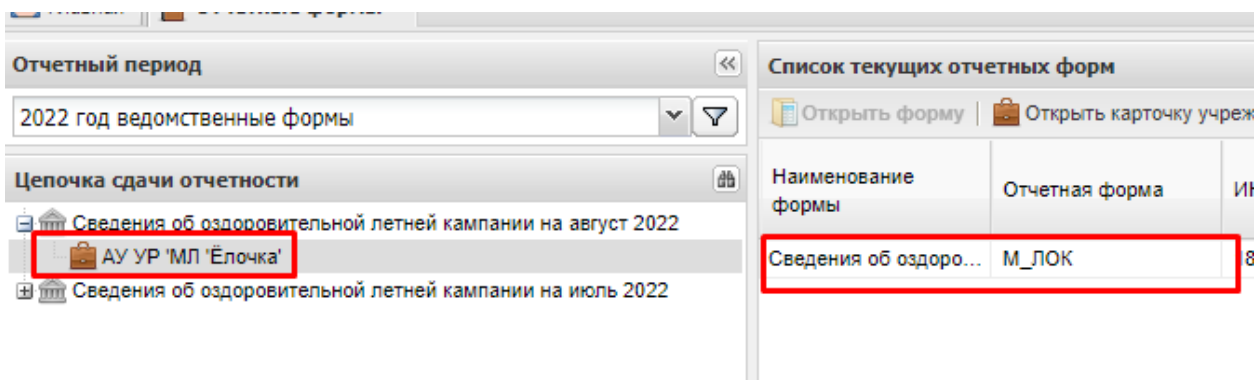 Отчетный период
2022 год ведомственные формы
Цепочка сдачи отчетности
Сведения об оздоровительной летней кампании на август 2022
АУ УР 'МЛ 'Ёлочка'
Сведения об оздоровительной летней кампании на июль 2022
Список текущих отчетных форм
Открыть форму Открыть карточку учреж
Наименование
формы
Отчетная форма
Сведения об оздоро... М_ЛОК